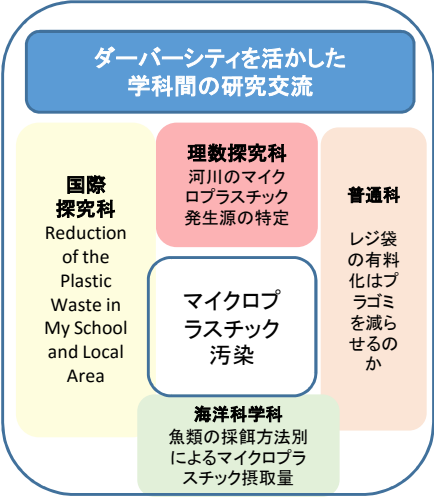 ダーバーシティを活かした
学科間の研究交流
国際
探究科
Reduction
of the
Plastic
Waste in
My School
and Local
Area
理数探究科
河川のマイク
ロプラスチック
発生源の特定
普通科
レジ袋
の有料
化はプ
ラゴミ
を減ら
せるの
か
マイクロプ
ラスチック
汚染
海洋科学科
魚類の採餌方法別
によるマイクロプラ
スチック摂取量